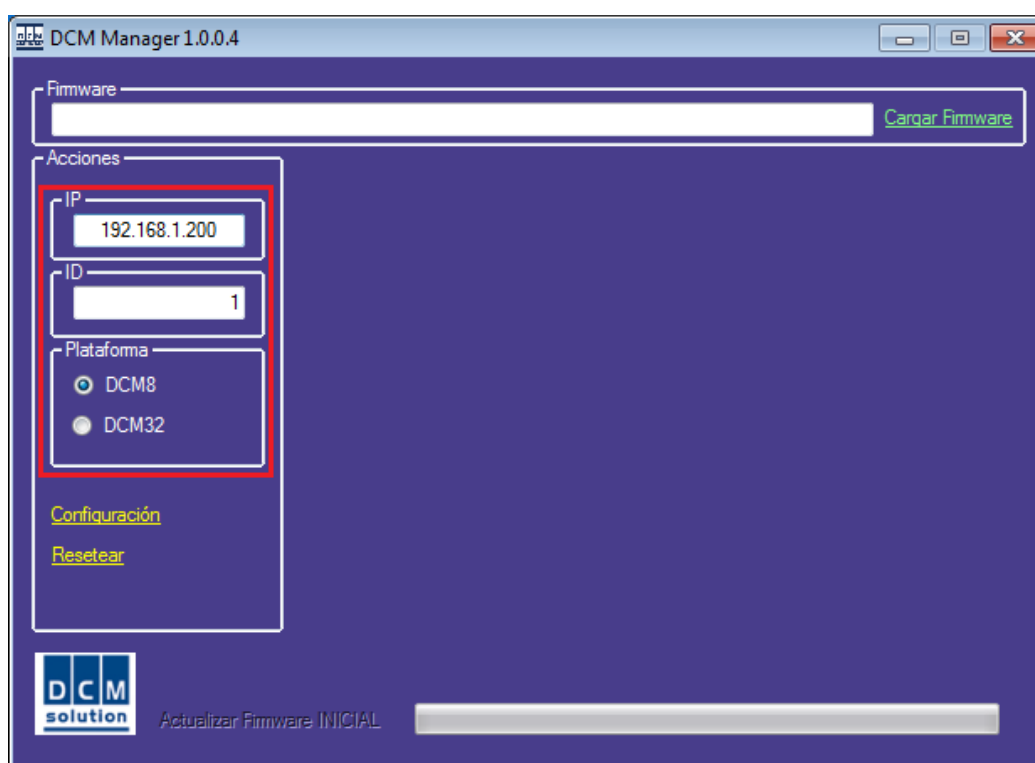 DCM Manager 1.0.0.4
Firmware
Cargar Firmware
Acciones
IP
192.168.1.200
ID
1
Plataforma
DCM8
DCM32
Configuración
Resetear
DCM
solution
Actualizar Firmware INICIAL